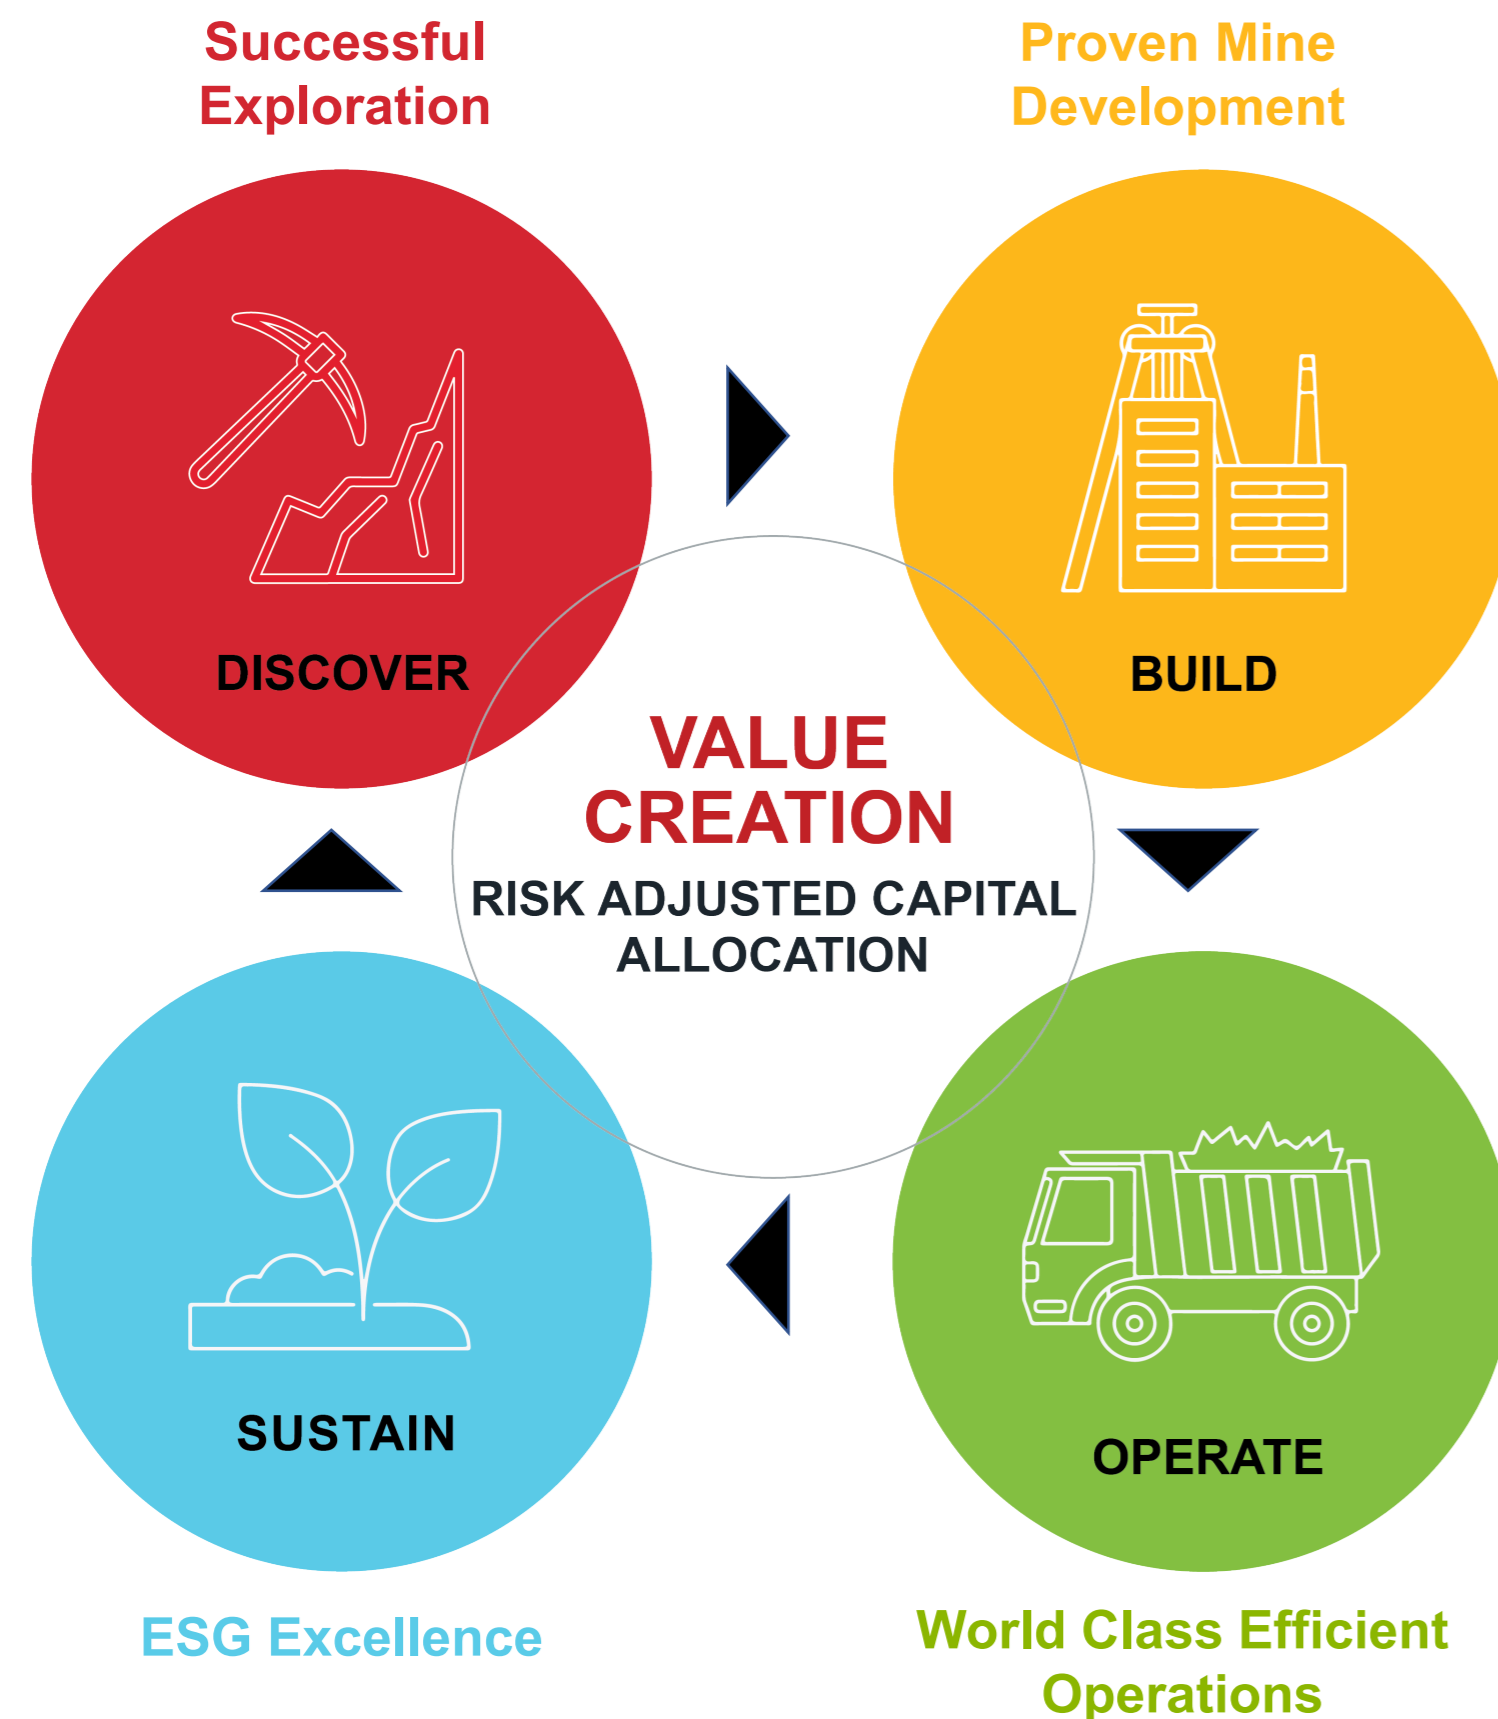 Successful
Exploration
Proven Mine
Development
DISCOVER
BUILD
VALUE
CREATION
RISK ADJUSTED CAPITAL
ALLOCATION
SUSTAIN
OPERATE
ESG Excellence
World Class Efficient
Operations